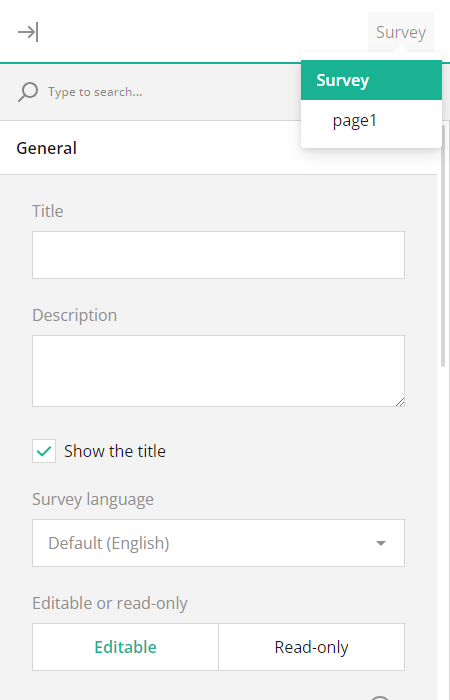 Survey
Type to search...
Survey
page1
General
Title
Description
Show the title
Survey language
Default (English)
Editable or read-only
Editable
Read-only